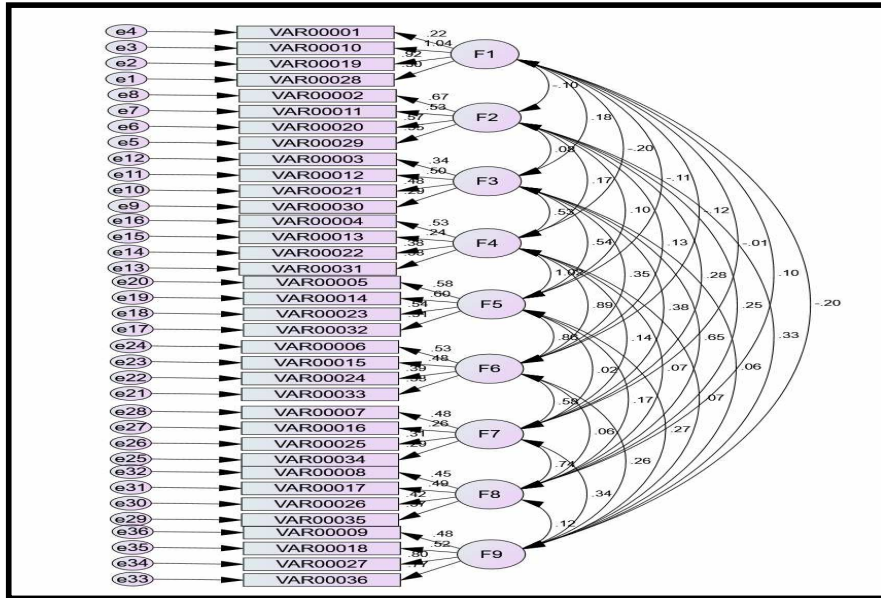 e4 VAR00001 .22
e3 VAR00010 1.04 F1
e2 VAR00019 .92
e1 VAR00028
e8 VAR00002 .67 -.10
e7 VAR00011 .53 F2 .18
e6 VAR00020 .57
e5 VAR00029 .08 -.20
e12 VAR00003 .34
e11 VAR00012 .50 F3 .17 -.11
e10 VAR00021 .48
e9 VAR00030 .29 .53 .10 -.12
e16 VAR00004 .53
e15 VAR00013 .24 F4 .54 .13 -.01
e14 VAR00022 .38
e13 VAR00031 1.02 .35 .28 .10
e20 VAR00005 .58
e19 VAR00014 .60 F5 .89 .38 .25 -.20
e18 VAR00023 .54
e17 VAR00032 .86 .14 .65 .33
e24 VAR00006 .53
e23 VAR00015 .48 F6 .02 .07 .06
e22 VAR00024 .39
e21 VAR00033 .58 .17 .07
e28 VAR00007 .48
e27 VAR00016 .26 F7 .06 .27
e26 VAR00025 .31
e25 VAR00034 .29 .74 .26
e32 VAR00008 .45
e31 VAR00017 .49 F8 .34
e30 VAR00026 .42
e29 VAR00035 .12
e36 VAR00009 .48
e35 VAR00018 .52 F9
e34 VAR00027 .80
e33 VAR00036 .77